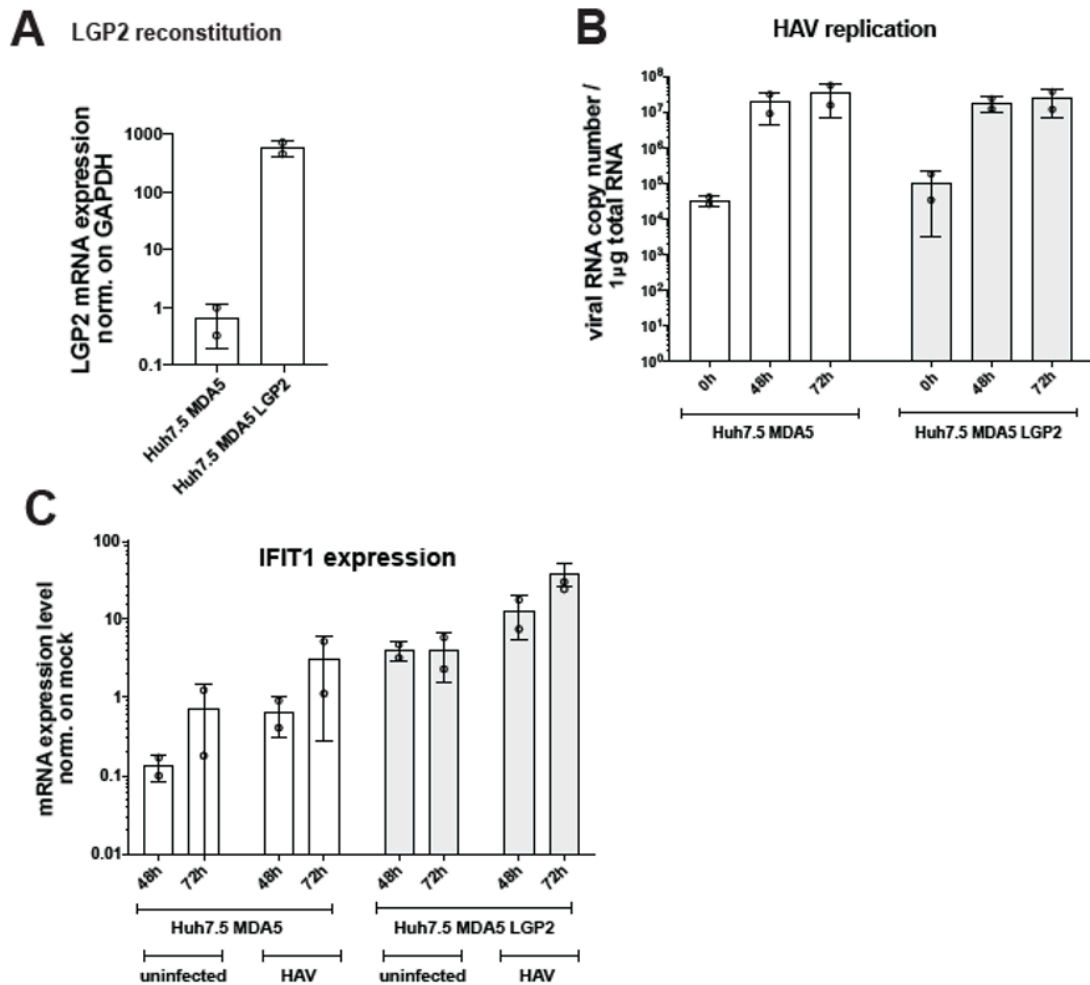 A LGP2 reconstitution
LGP2 mRNA expression
norm. on GAPDH
1000
100
10
1
0.1
Huh7.5 MDA5
Huh7.5 MDA5 LGP2
B HAV replication
viral RNA copy number /
1µg total RNA
10⁸
10⁷
10⁶
10⁵
10⁴
10³
10²
10¹
10⁰
0h 48h 72h 0h 48h 72h
Huh7.5 MDA5 Huh7.5 MDA5 LGP2
C
IFIT1 expression
mRNA expression level
norm. on mock
100
10
1
0.1
0.01
48h 72h 48h 72h 48h 72h 48h 72h
Huh7.5 MDA5 Huh7.5 MDA5 LGP2
uninfected HAV uninfected HAV